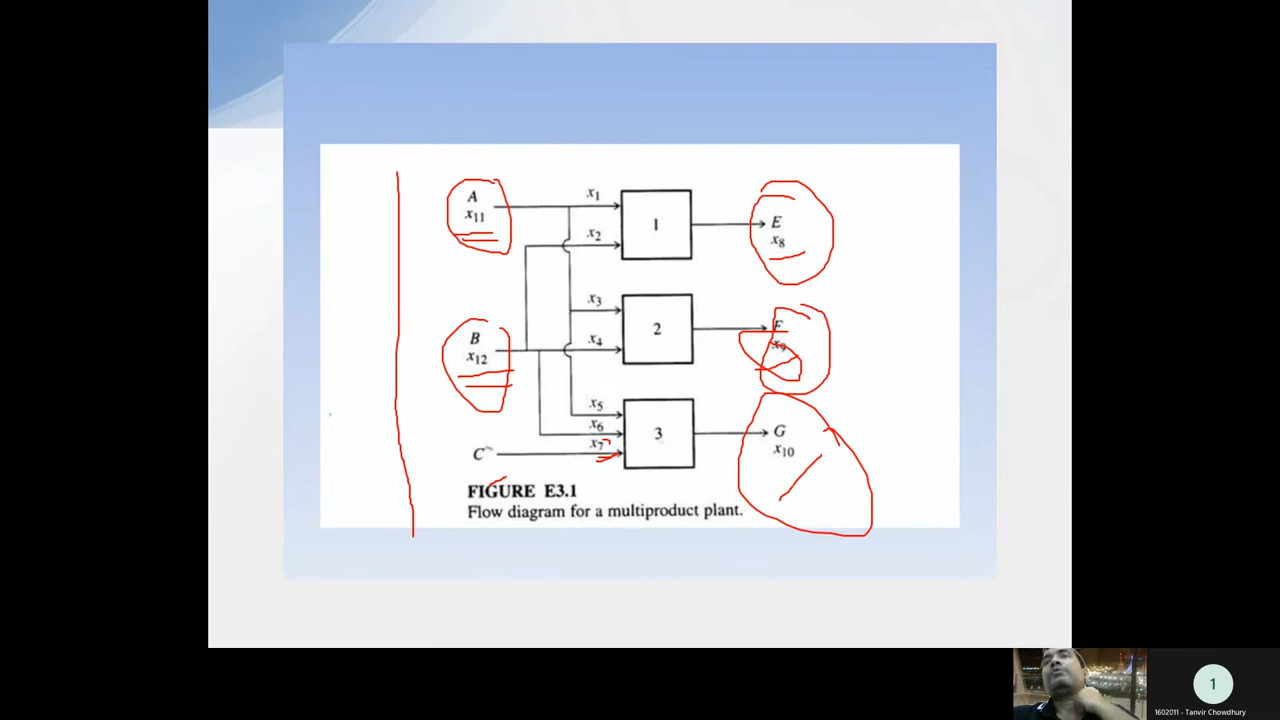 A
x11
x1
x2
1
E
x8
B
x12
x3
x4
2
F
x9
x5
x6
x7
C
3
G
x10
FIGURE E3.1
Flow diagram for a multiproduct plant.
1
1602011 - Tanvir Chowdhury